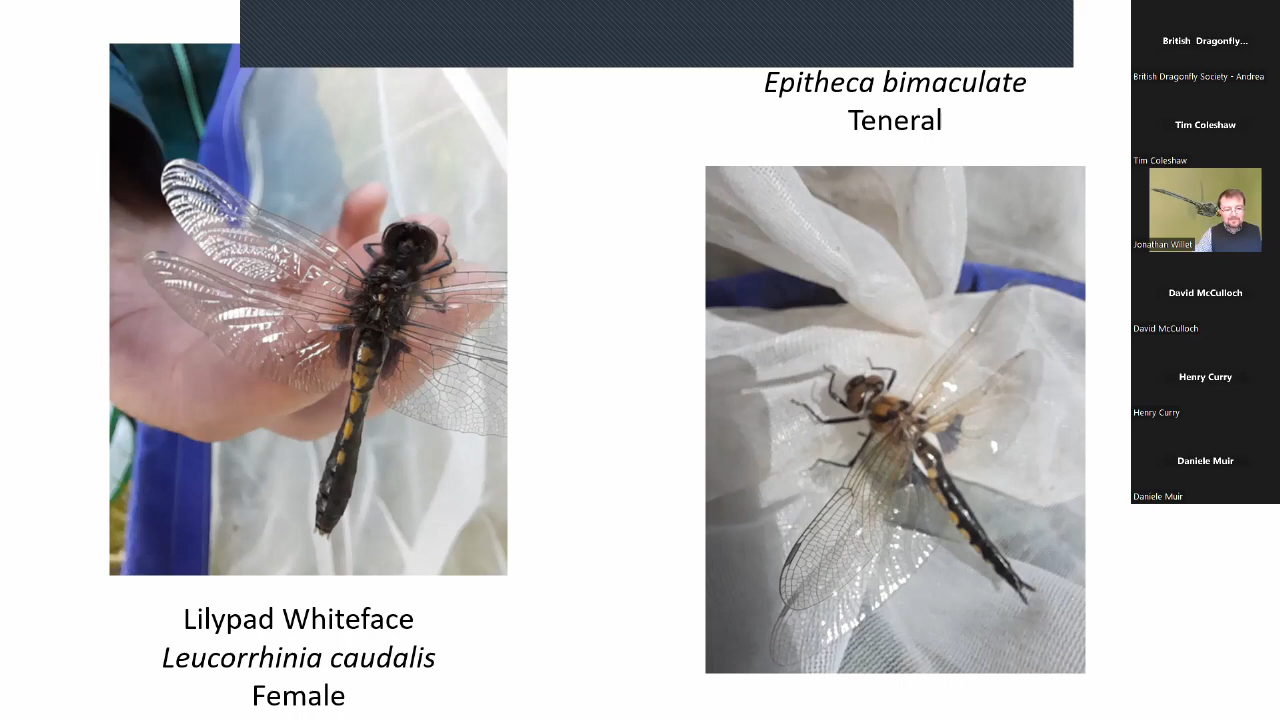 Epitheca bimaculate
Teneral
Lilypad Whiteface
Leucorrhinia caudalis
Female
British Dragonfly...
British Dragonfly Society - Andrea
Tim Coleshaw
Tim Coleshaw
Jonathan Willet
David McCulloch
David McCulloch
Henry Curry
Henry Curry
Daniele Muir
Daniele Muir